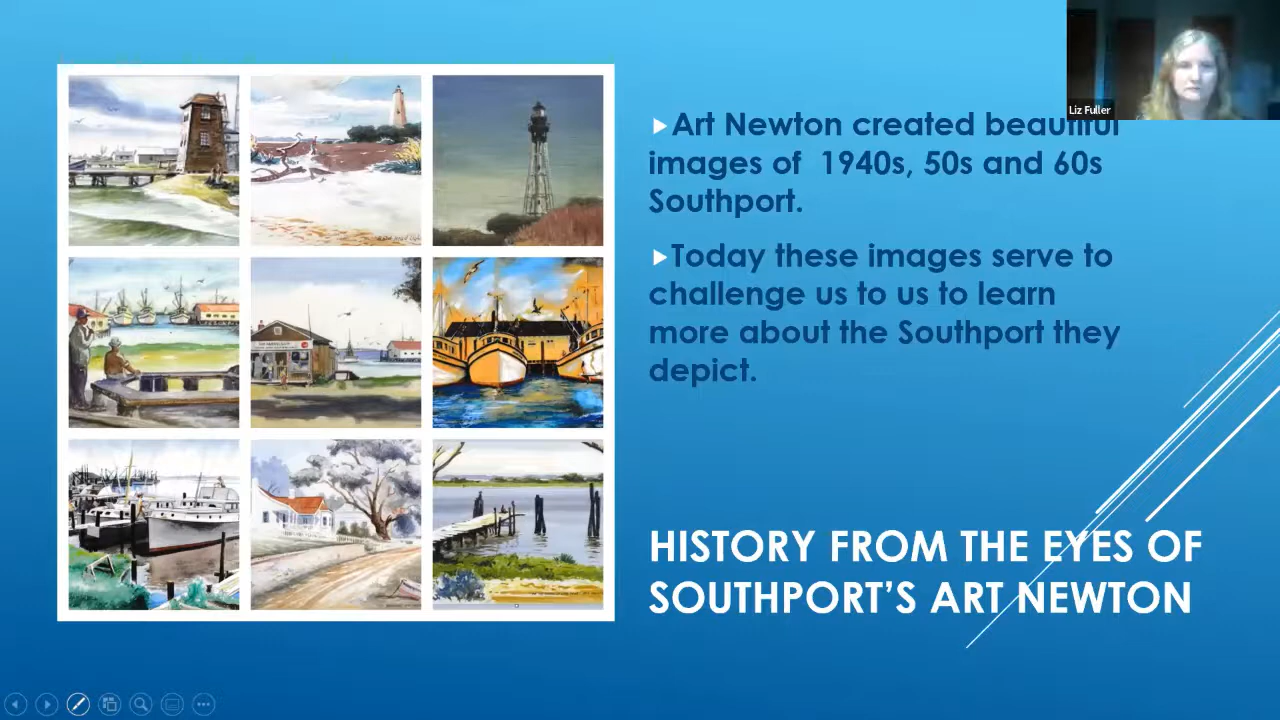 Liz Fuller
Art Newton created beautiful
images of 1940s, 50s and 60s
Southport.
Today these images serve to
challenge us to us to learn
more about the Southport they
depict.
HISTORY FROM THE EYES OF
SOUTHPORT'S ART NEWTON